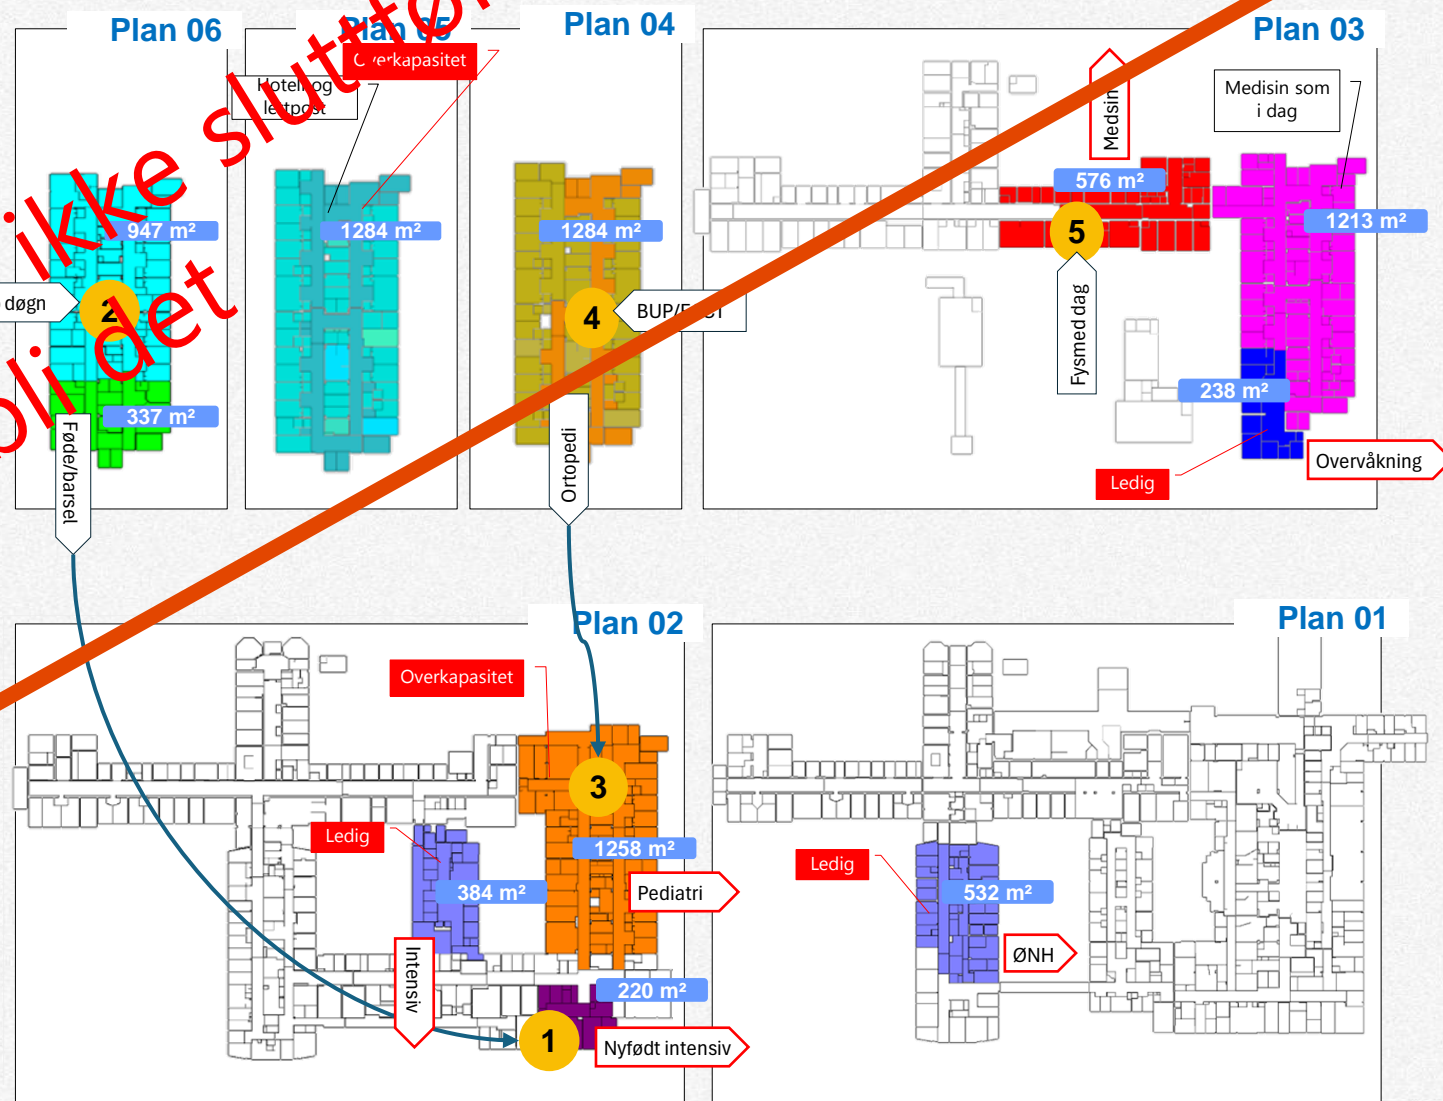 Plan 06
Plan 05
Plan 04
Plan 03
Overkapasitet
Hotell og
lettpost
Medisin som
i dag
ikke sluttfør
bli det
947 m²
1284 m²
1284 m²
576 m²
1213 m²
døgn
2
4
5
337 m²
238 m²
Føde/barsel
Ortopedi
Fysmed dag
Medsin
Ledig
Overvåkning
Plan 02
Plan 01
Overkapasitet
3
Ledig
1258 m²
384 m²
Pediatri
Intensiv
220 m²
1
Nyfødt intensiv
Ledig
532 m²
ØNH